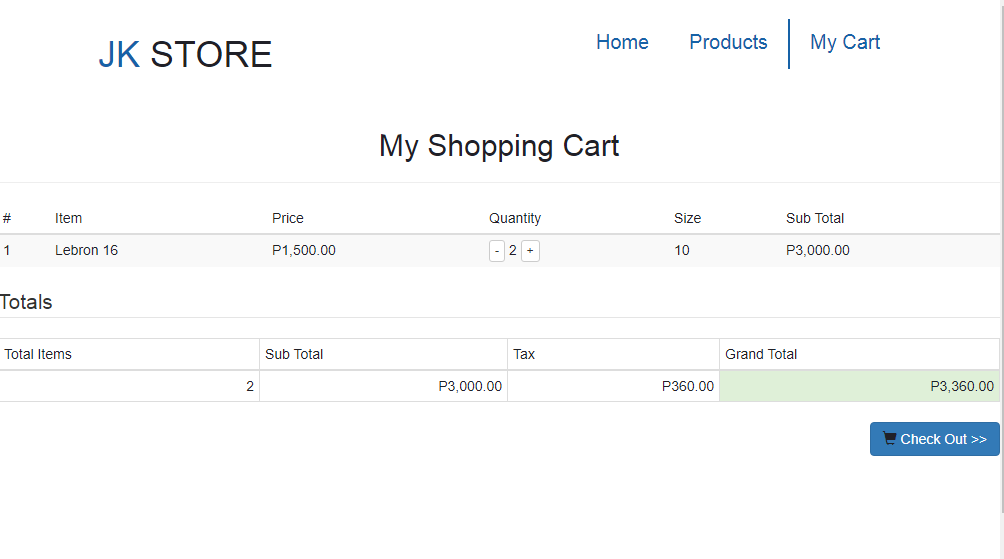 JK STORE
Home Products My Cart
My Shopping Cart
# Item Price Quantity Size Sub Total
1 Lebron 16 P1,500.00 - 2 + 10 P3,000.00
Totals
Total Items Sub Total Tax Grand Total
2 P3,000.00 P360.00 P3,360.00
Check Out >>